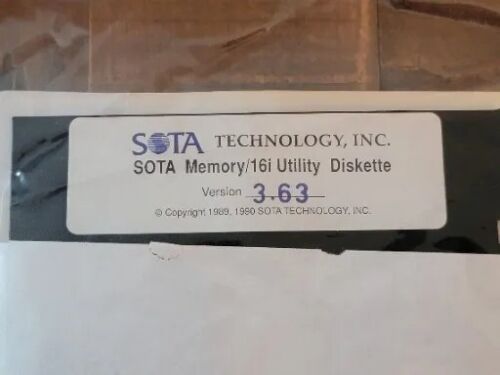 SOTA TECHNOLOGY, INC.
SOTA Memory/16i Utility Diskette
Version 3.63
© Copyright 1989, 1990 SOTA TECHNOLOGY, INC.